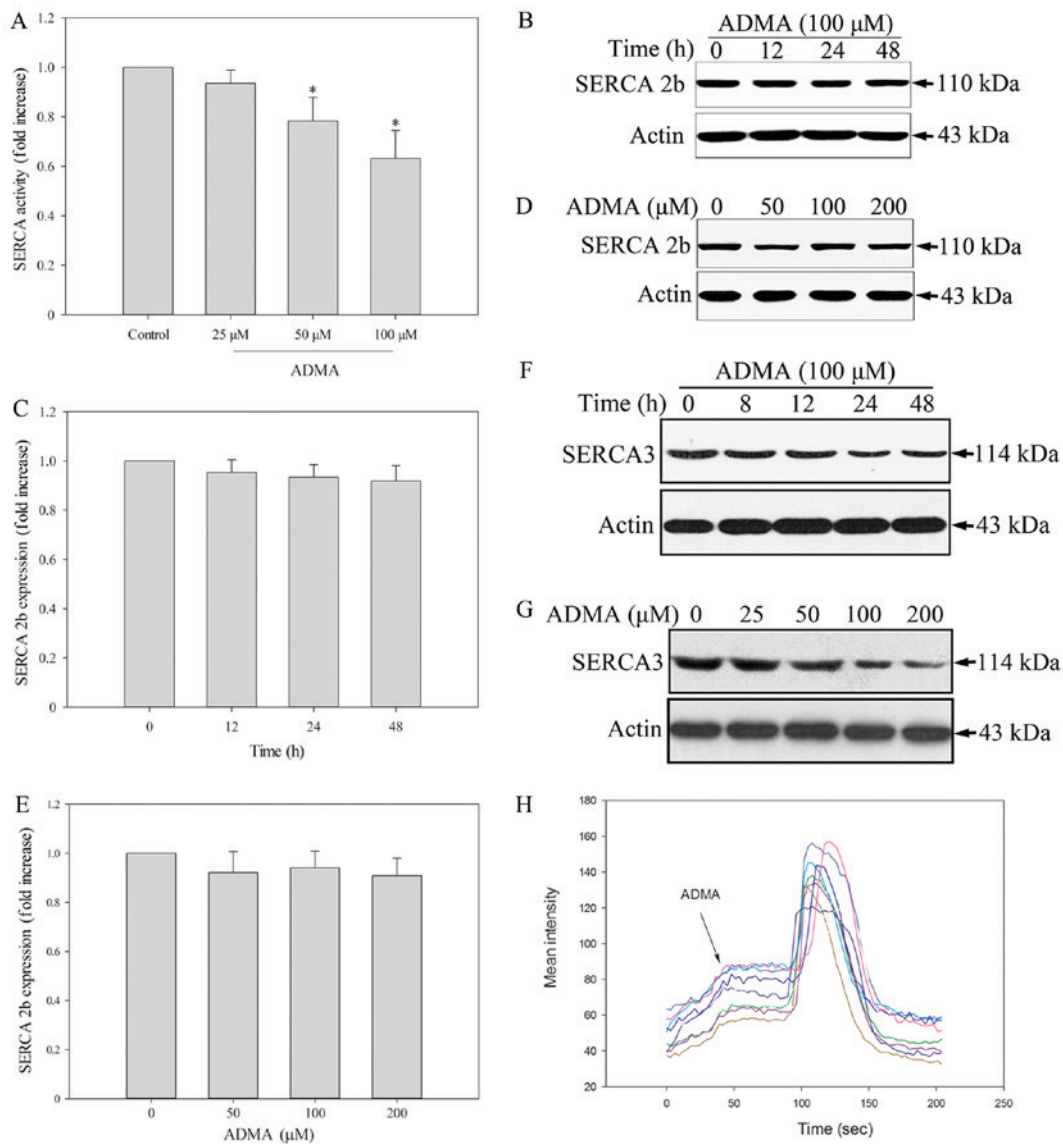 A
SERCA activity (fold increase)
1.2
1.0
0.8
0.6
0.4
0.2
0
*
*
Control
25 μM
50 μM
100 μM
ADMA
B
ADMA (100 μM)
Time (h) 0 12 24 48
SERCA 2b
110 kDa
Actin
43 kDa
C
SERCA 2b expression (fold increase)
1.2
1.0
0.8
0.6
0.4
0.2
0
0 12 24 48
Time (h)
D
ADMA (μM) 0 50 100 200
SERCA 2b
110 kDa
Actin
43 kDa
E
SERCA 2b expression (fold increase)
1.2
1.0
0.8
0.6
0.4
0.2
0
0 50 100 200
ADMA (μM)
F
ADMA (100 μM)
Time (h) 0 8 12 24 48
SERCA3
114 kDa
Actin
43 kDa
G
ADMA (μM) 0 25 50 100 200
SERCA3
114 kDa
Actin
43 kDa
H
Mean intensity
180
160
140
120
100
80
60
40
20
ADMA
0 50 100 150 200 250
Time (sec)